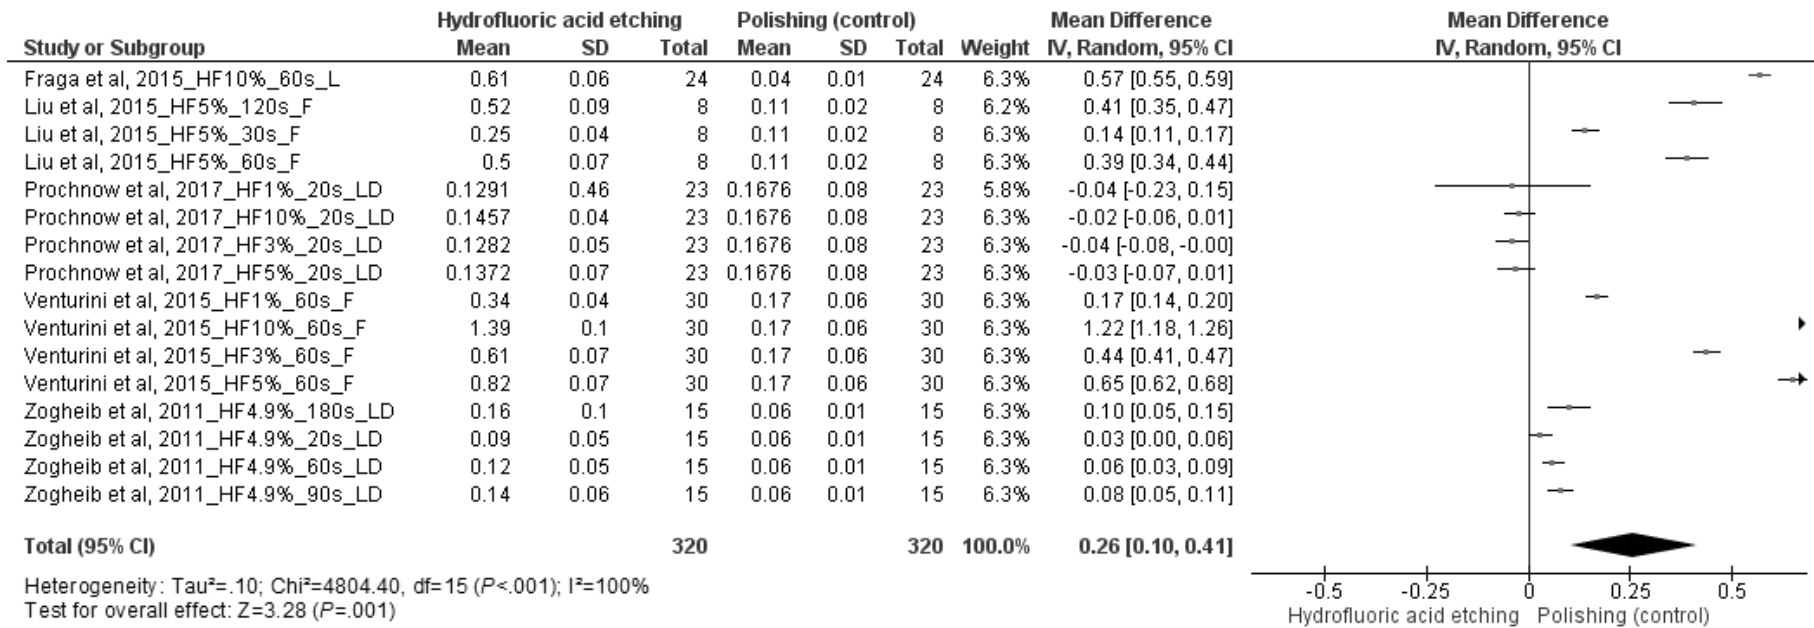 Hydrofluoric acid etching Polishing (control) Mean Difference Mean Difference
Study or Subgroup Mean SD Total Mean SD Total Weight IV, Random, 95% CI IV, Random, 95% CI
Fraga et al, 2015_HF10%_60s_L 0.61 0.06 24 0.04 0.01 24 6.3% 0.57 [0.55, 0.59]
Liu et al, 2015_HF5%_120s_F 0.52 0.09 8 0.11 0.02 8 6.2% 0.41 [0.35, 0.47]
Liu et al, 2015_HF5%_30s_F 0.25 0.04 8 0.11 0.02 8 6.3% 0.14 [0.11, 0.17]
Liu et al, 2015_HF5%_60s_F 0.5 0.07 8 0.11 0.02 8 6.3% 0.39 [0.34, 0.44]
Prochnow et al, 2017_HF1%_20s_LD 0.1291 0.46 23 0.1676 0.08 23 5.8% -0.04 [-0.23, 0.15]
Prochnow et al, 2017_HF10%_20s_LD 0.1457 0.04 23 0.1676 0.08 23 6.3% -0.02 [-0.06, 0.01]
Prochnow et al, 2017_HF3%_20s_LD 0.1282 0.05 23 0.1676 0.08 23 6.3% -0.04 [-0.08, -0.00]
Prochnow et al, 2017_HF5%_20s_LD 0.1372 0.07 23 0.1676 0.08 23 6.3% -0.03 [-0.07, 0.01]
Venturini et al, 2015_HF1%_60s_F 0.34 0.04 30 0.17 0.06 30 6.3% 0.17 [0.14, 0.20]
Venturini et al, 2015_HF10%_60s_F 1.39 0.1 30 0.17 0.06 30 6.3% 1.22 [1.18, 1.26]
Venturini et al, 2015_HF3%_60s_F 0.61 0.07 30 0.17 0.06 30 6.3% 0.44 [0.41, 0.47]
Venturini et al, 2015_HF5%_60s_F 0.82 0.07 30 0.17 0.06 30 6.3% 0.65 [0.62, 0.68]
Zogheib et al, 2011_HF4.9%_180s_LD 0.16 0.1 15 0.06 0.01 15 6.3% 0.10 [0.05, 0.15]
Zogheib et al, 2011_HF4.9%_20s_LD 0.09 0.05 15 0.06 0.01 15 6.3% 0.03 [0.00, 0.06]
Zogheib et al, 2011_HF4.9%_60s_LD 0.12 0.05 15 0.06 0.01 15 6.3% 0.06 [0.03, 0.09]
Zogheib et al, 2011_HF4.9%_90s_LD 0.14 0.06 15 0.06 0.01 15 6.3% 0.08 [0.05, 0.11]
Total (95% CI) 320 320 100.0% 0.26 [0.10, 0.41]
Heterogeneity: Tau²=.10; Chi²=4804.40, df=15 (P<.001); I²=100%
Test for overall effect: Z=3.28 (P=.001)
-0.5 -0.25 0 0.25 0.5
Hydrofluoric acid etching Polishing (control)